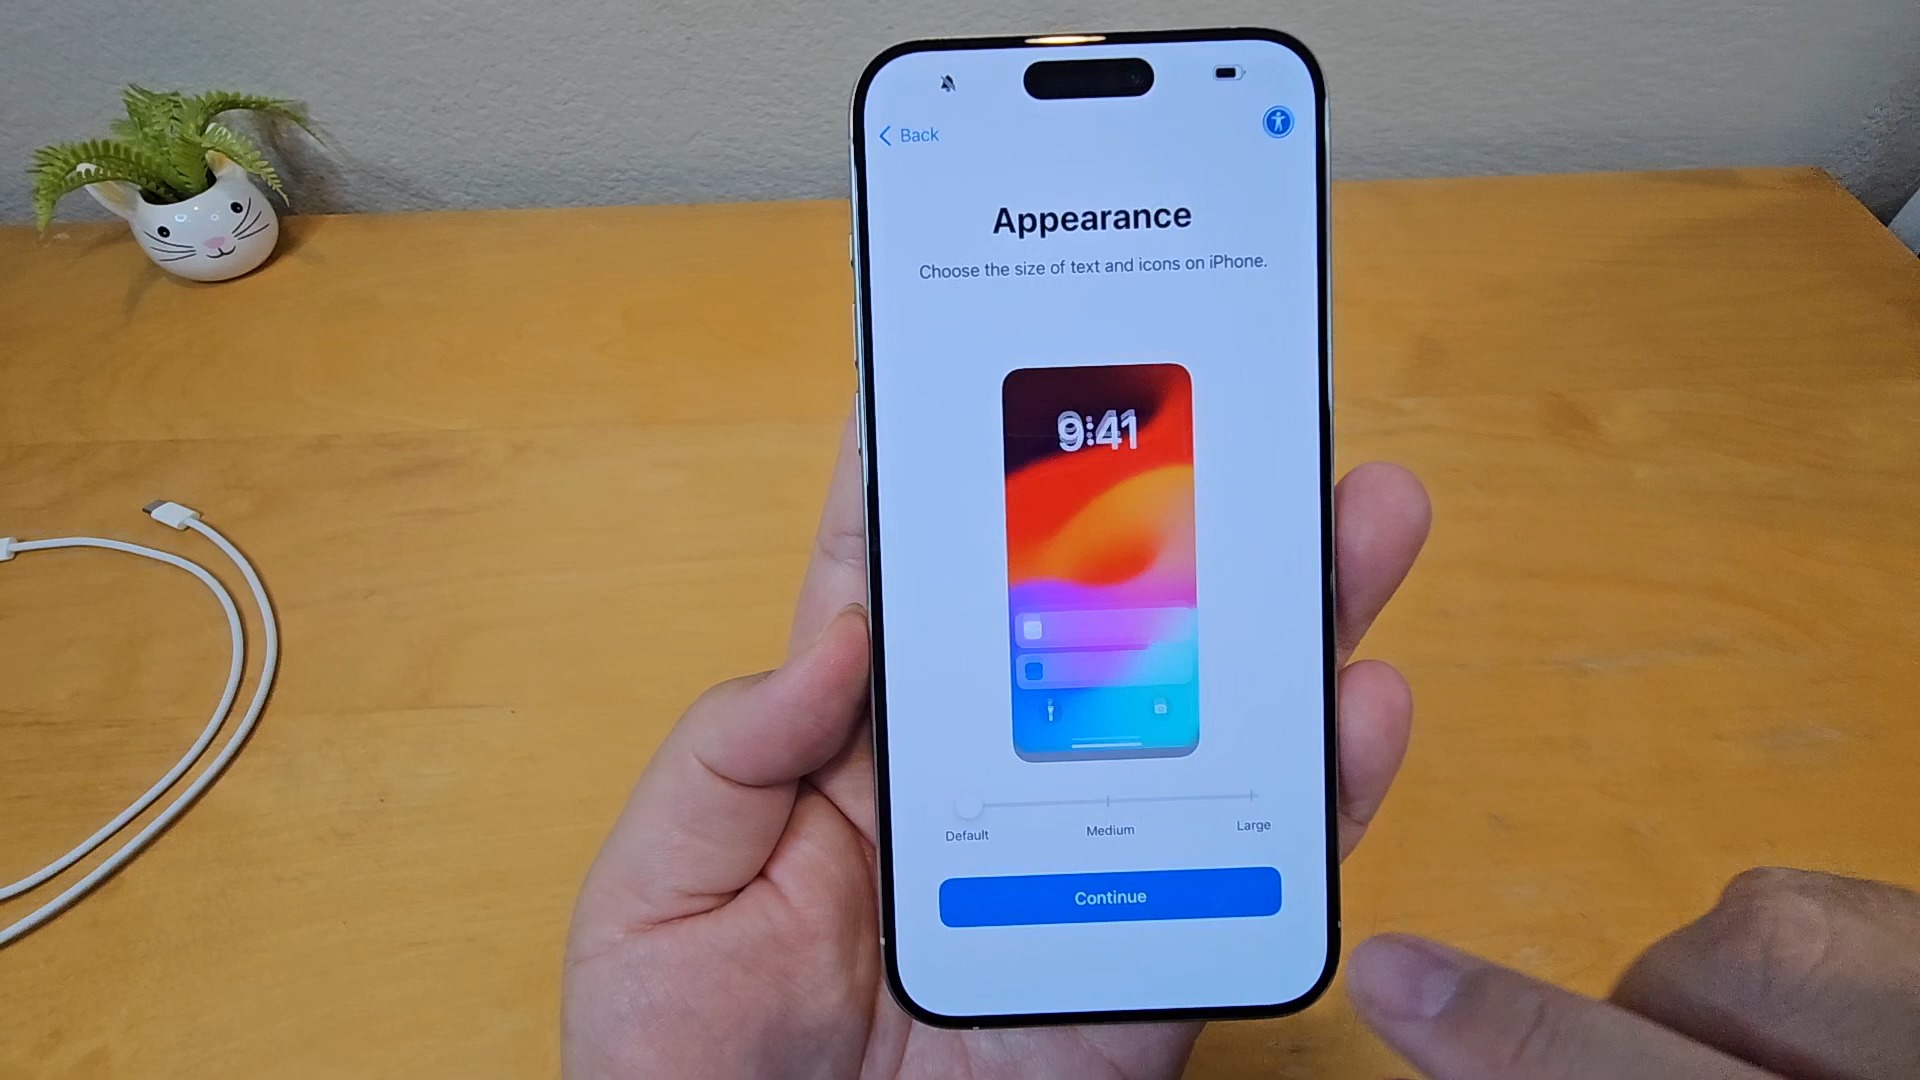 Back
Appearance
Choose the size of text and icons on iPhone.
9:41
Default
Medium
Large
Continue